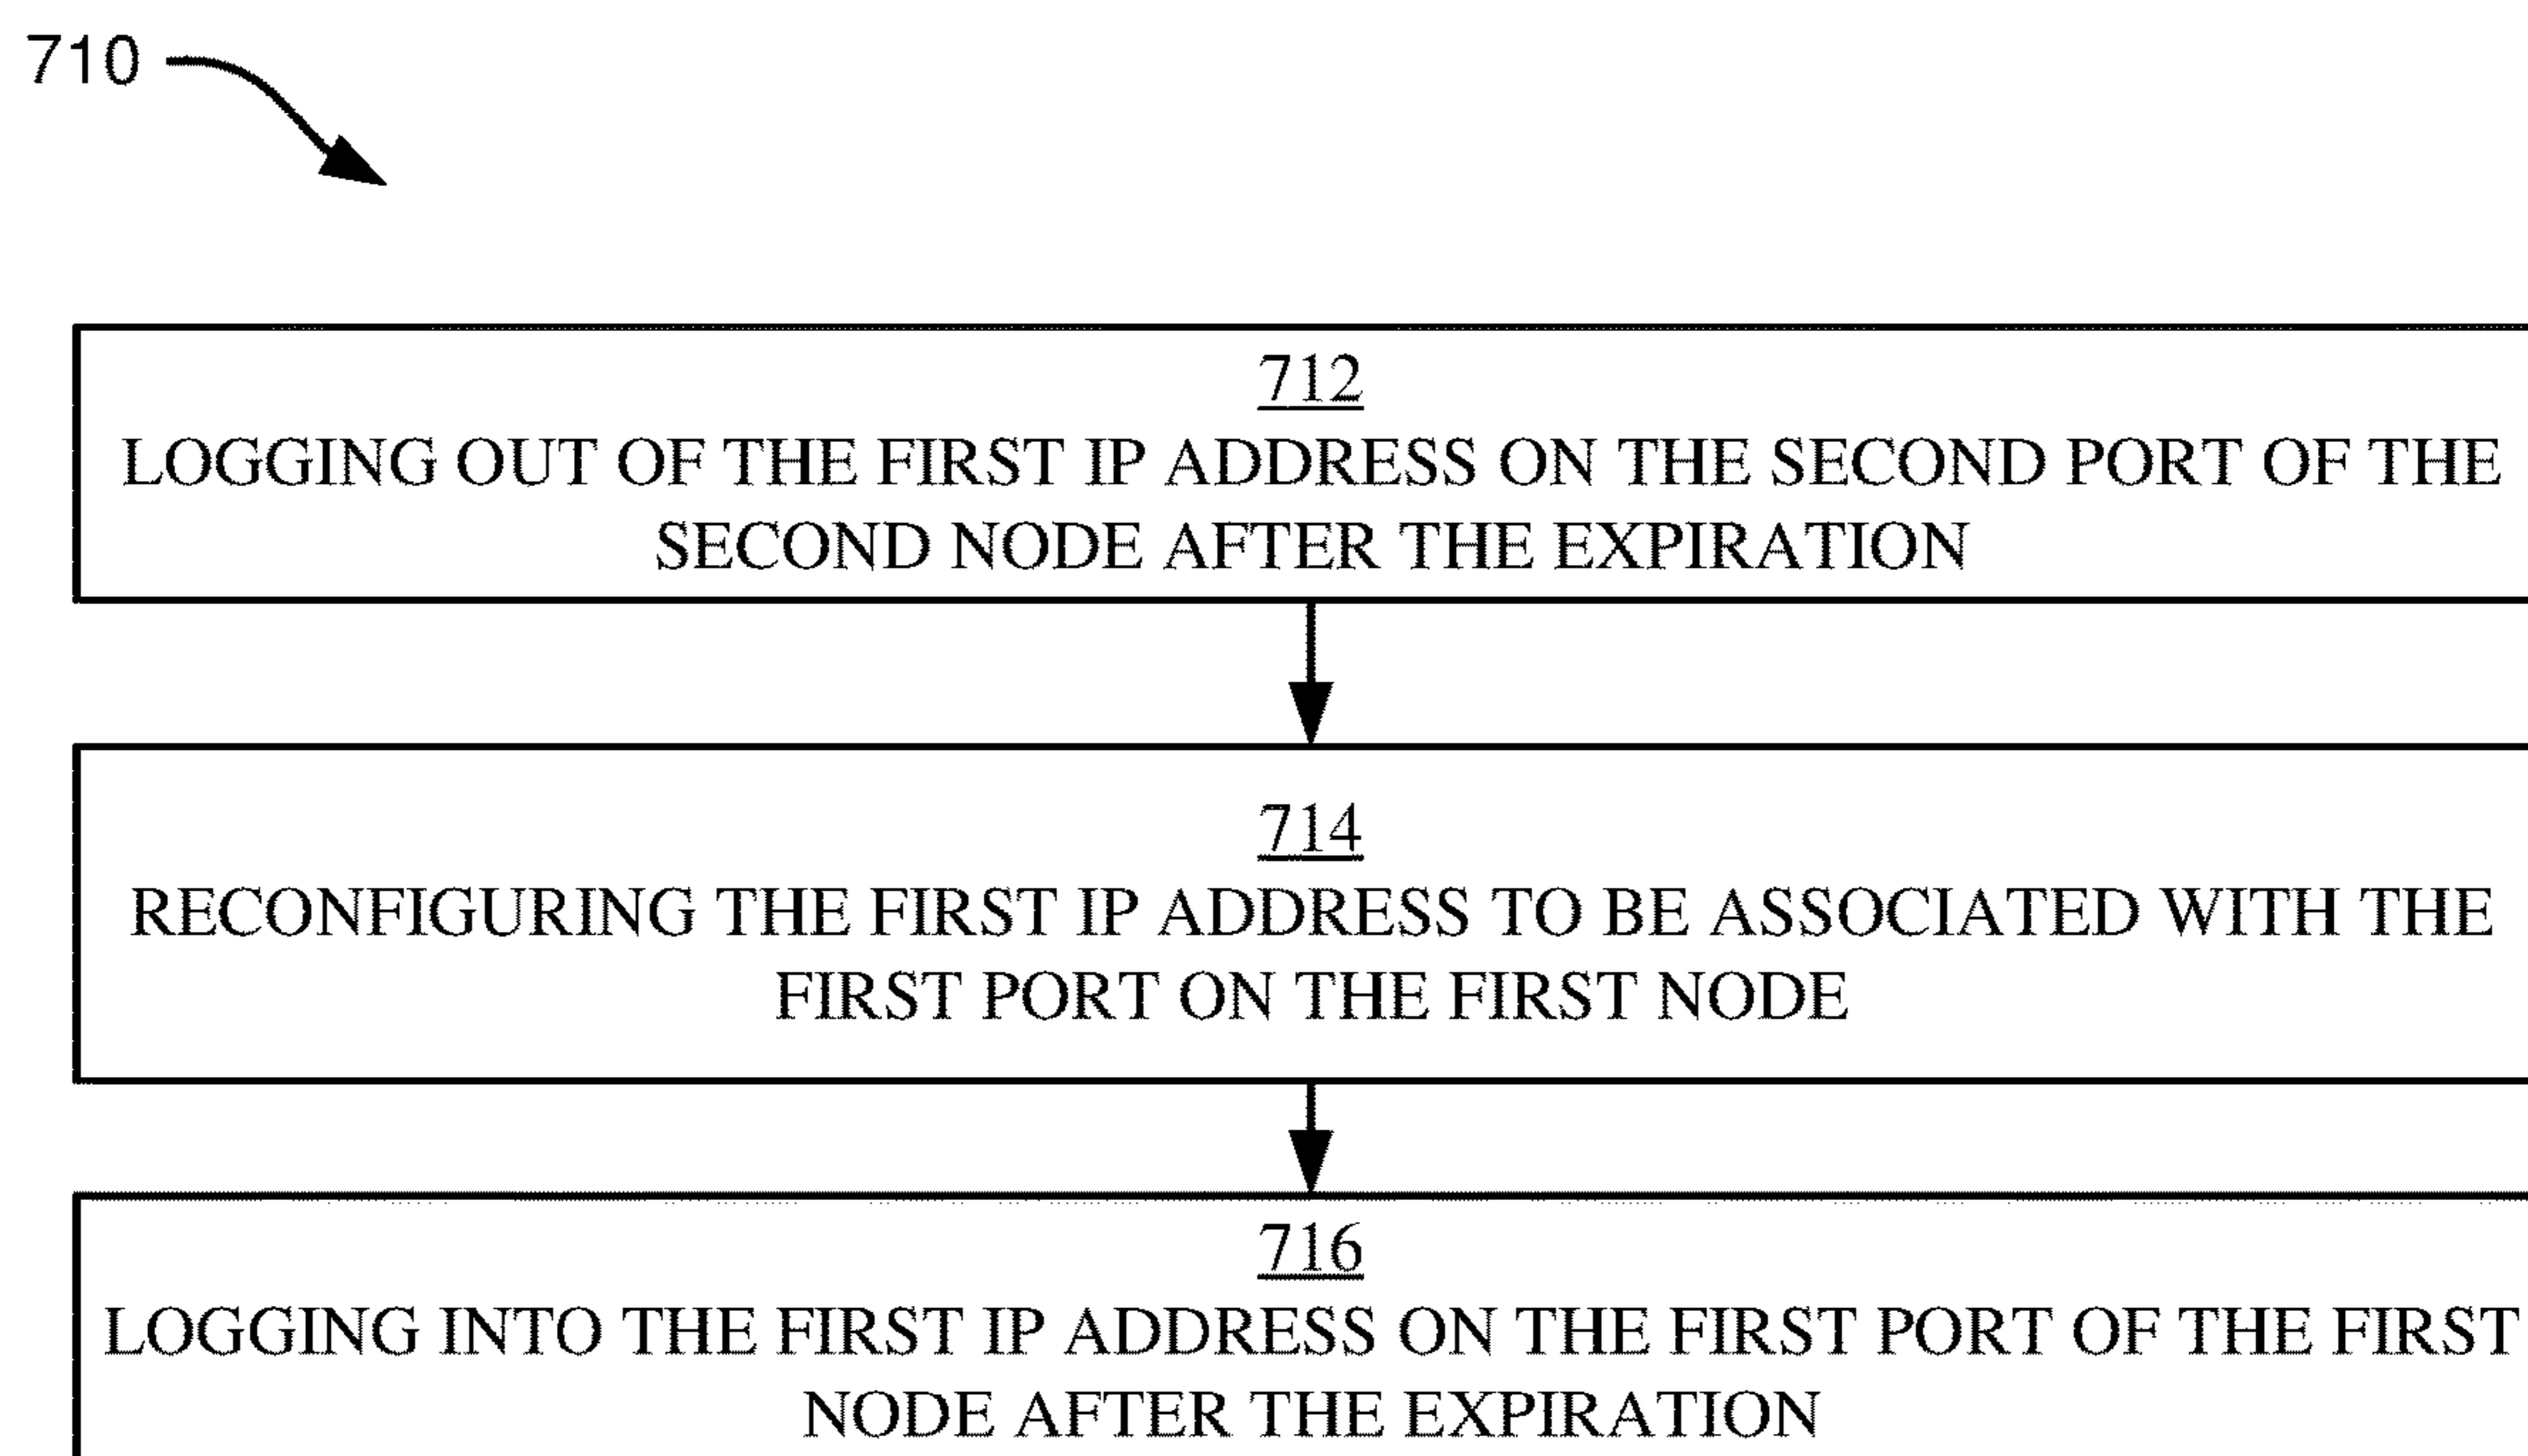 710
712
LOGGING OUT OF THE FIRST IP ADDRESS ON THE SECOND PORT OF THE
SECOND NODE AFTER THE EXPIRATION
714
RECONFIGURING THE FIRST IP ADDRESS TO BE ASSOCIATED WITH THE
FIRST PORT ON THE FIRST NODE
716
LOGGING INTO THE FIRST IP ADDRESS ON THE FIRST PORT OF THE FIRST
NODE AFTER THE EXPIRATION